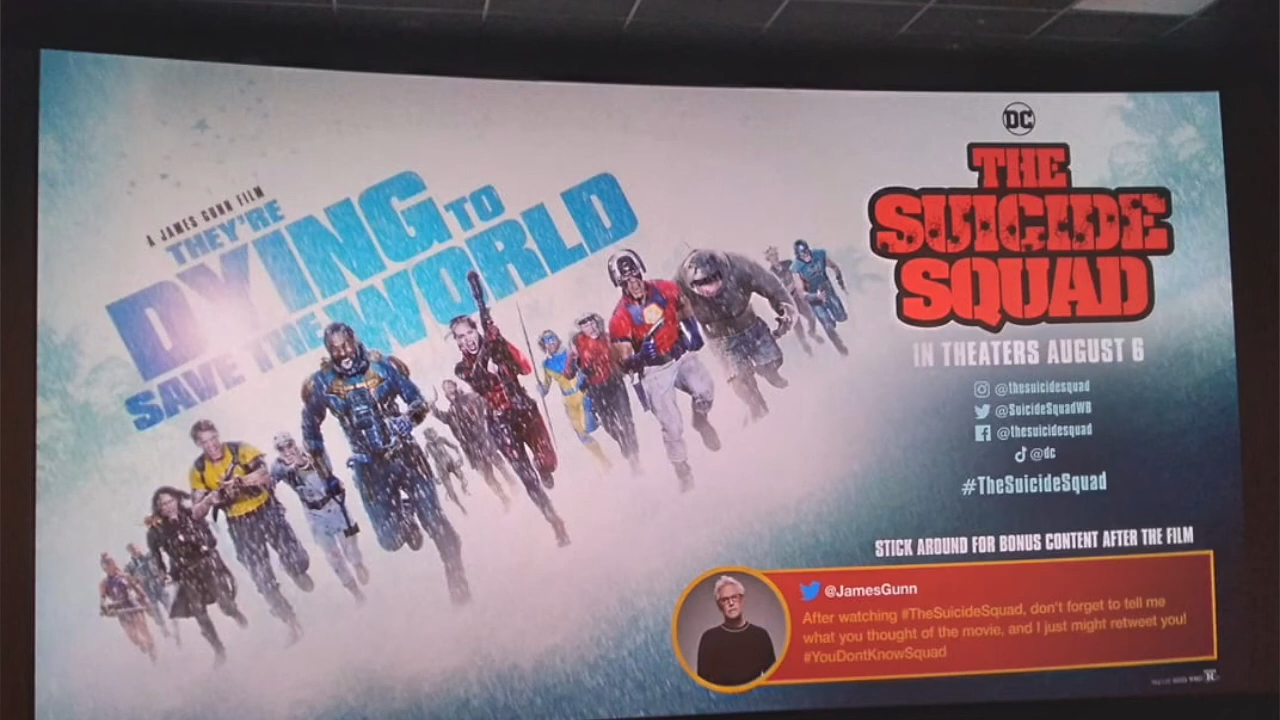 A JAMES GUNN FILM
THEY'RE
DYING TO
SAVE THE WORLD
DC
THE
SUICIDE
SQUAD
IN THEATERS AUGUST 6
@thesuicidesquad
@SuicideSquadWB
@thesuicidesquad
@dc
#TheSuicideSquad
STICK AROUND FOR BONUS CONTENT AFTER THE FILM
@JamesGunn
After watching #TheSuicideSquad, don't forget to tell me
what you thought of the movie, and I just might retweet you!
#YouDontKnowSquad